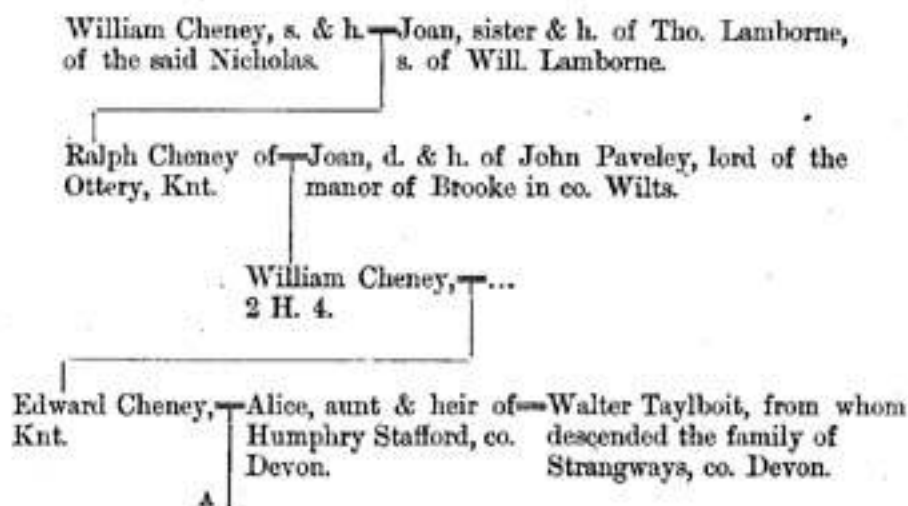 William Cheney, s. & h. Joan, sister & h. of Tho. Lamborne,
of the said Nicholas. s. of Will. Lamborne.
Ralph Cheney of Joan, d. & h. of John Paveley, lord of the
Ottery, Knt. manor of Brooke in co. Wilts.
William Cheney, ...
2 H. 4.
Edward Cheney, Alice, aunt & heir of Walter Taylboit, from whom
Knt. Humphry Stafford, co. descended the family of
Devon. Strangways, co. Devon.
A